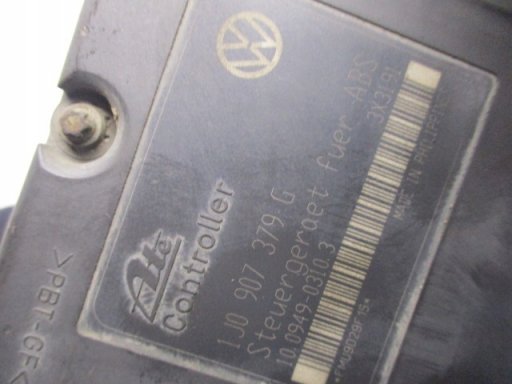 Ate
Controller
1J0 907 379 G
Steuergeraet fuer ABS
10.0949-0310.3 3X3191
MADE IN PHILIPPINES
>PBT-GF<